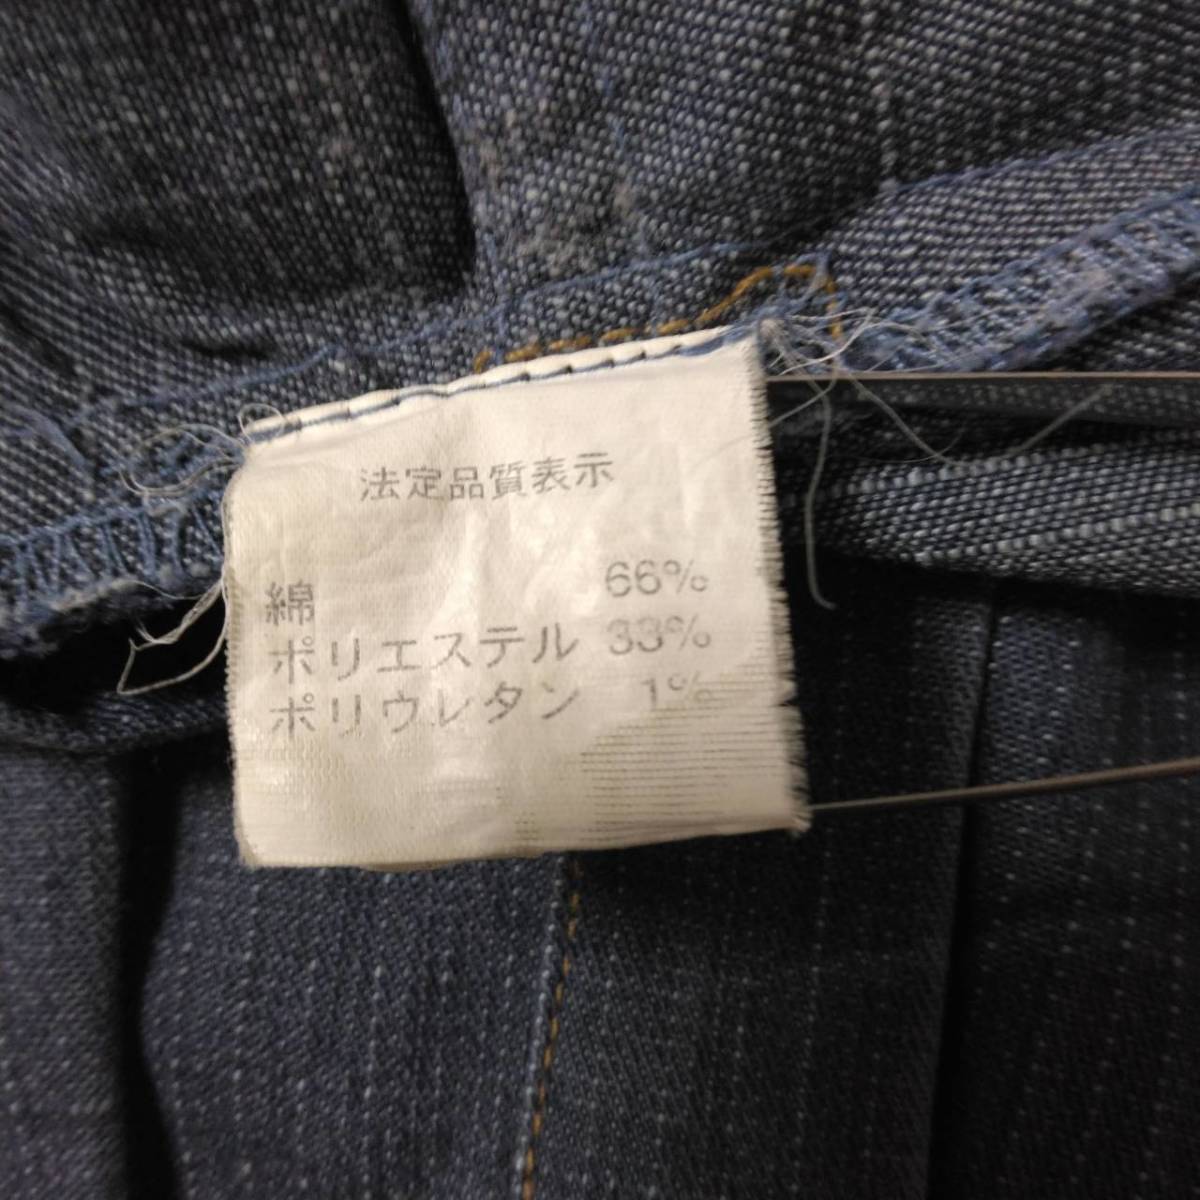 法定品質表示
綿 66%
ポリエステル 33%
ポリウレタン 1%